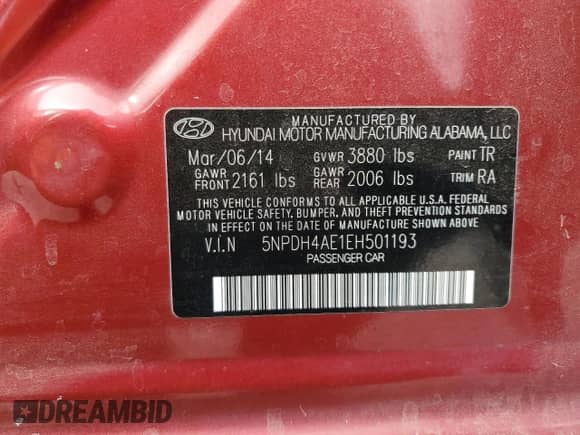 MANUFACTURED BY
HYUNDAI MOTOR MANUFACTURING ALABAMA, LLC
Mar/06/14 GVWR 3880 lbs PAINT TR
GAWR FRONT 2161 lbs GAWR REAR 2006 lbs TRIM RA
THIS VEHICLE CONFORMS TO ALL APPLICABLE U.S.A. FEDERAL
MOTOR VEHICLE SAFETY, BUMPER, AND THEFT PREVENTION STANDARDS
IN EFFECT ON THE DATE OF MANUFACTURE SHOWN ABOVE
V.I.N 5NPDH4AE1EH501193
PASSENGER CAR
DREAMBID